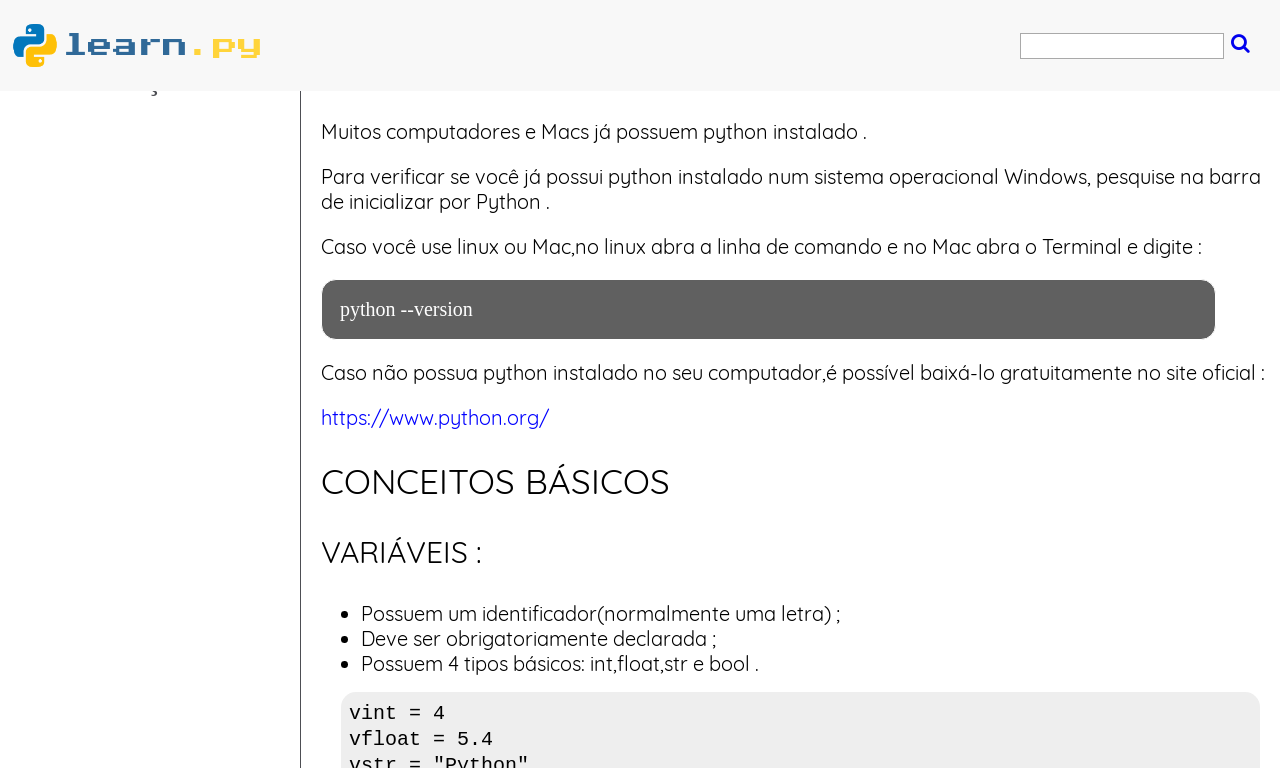 learn.py
Muitos computadores e Macs já possuem python instalado .
Para verificar se você já possui python instalado num sistema operacional Windows, pesquise na barra
de inicializar por Python .
Caso você use linux ou Mac,no linux abra a linha de comando e no Mac abra o Terminal e digite :
python --version
Caso não possua python instalado no seu computador,é possível baixá-lo gratuitamente no site oficial :
https://www.python.org/
CONCEITOS BÁSICOS
VARIÁVEIS :
Possuem um identificador(normalmente uma letra) ;
Deve ser obrigatoriamente declarada ;
Possuem 4 tipos básicos: int,float,str e bool .
vint = 4
vfloat = 5.4
vstr = "Python"